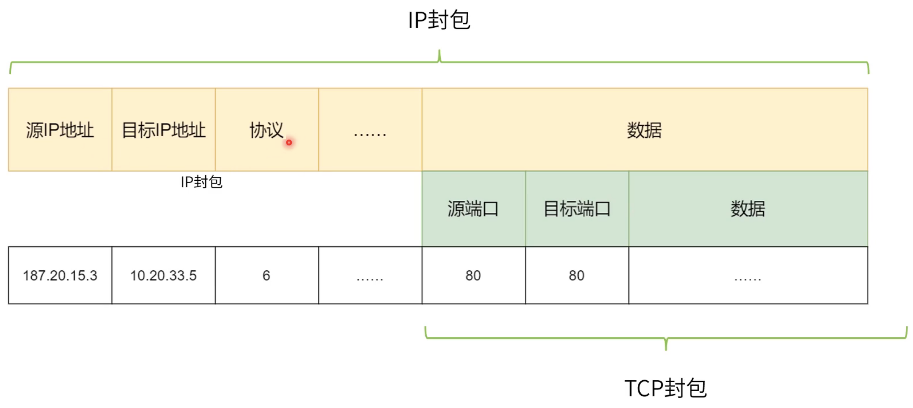 IP封包
源IP地址 目标IP地址 协议 …… 数据
IP封包
源端口 目标端口 数据
187.20.15.3 10.20.33.5 6 …… 80 80 ……
TCP封包